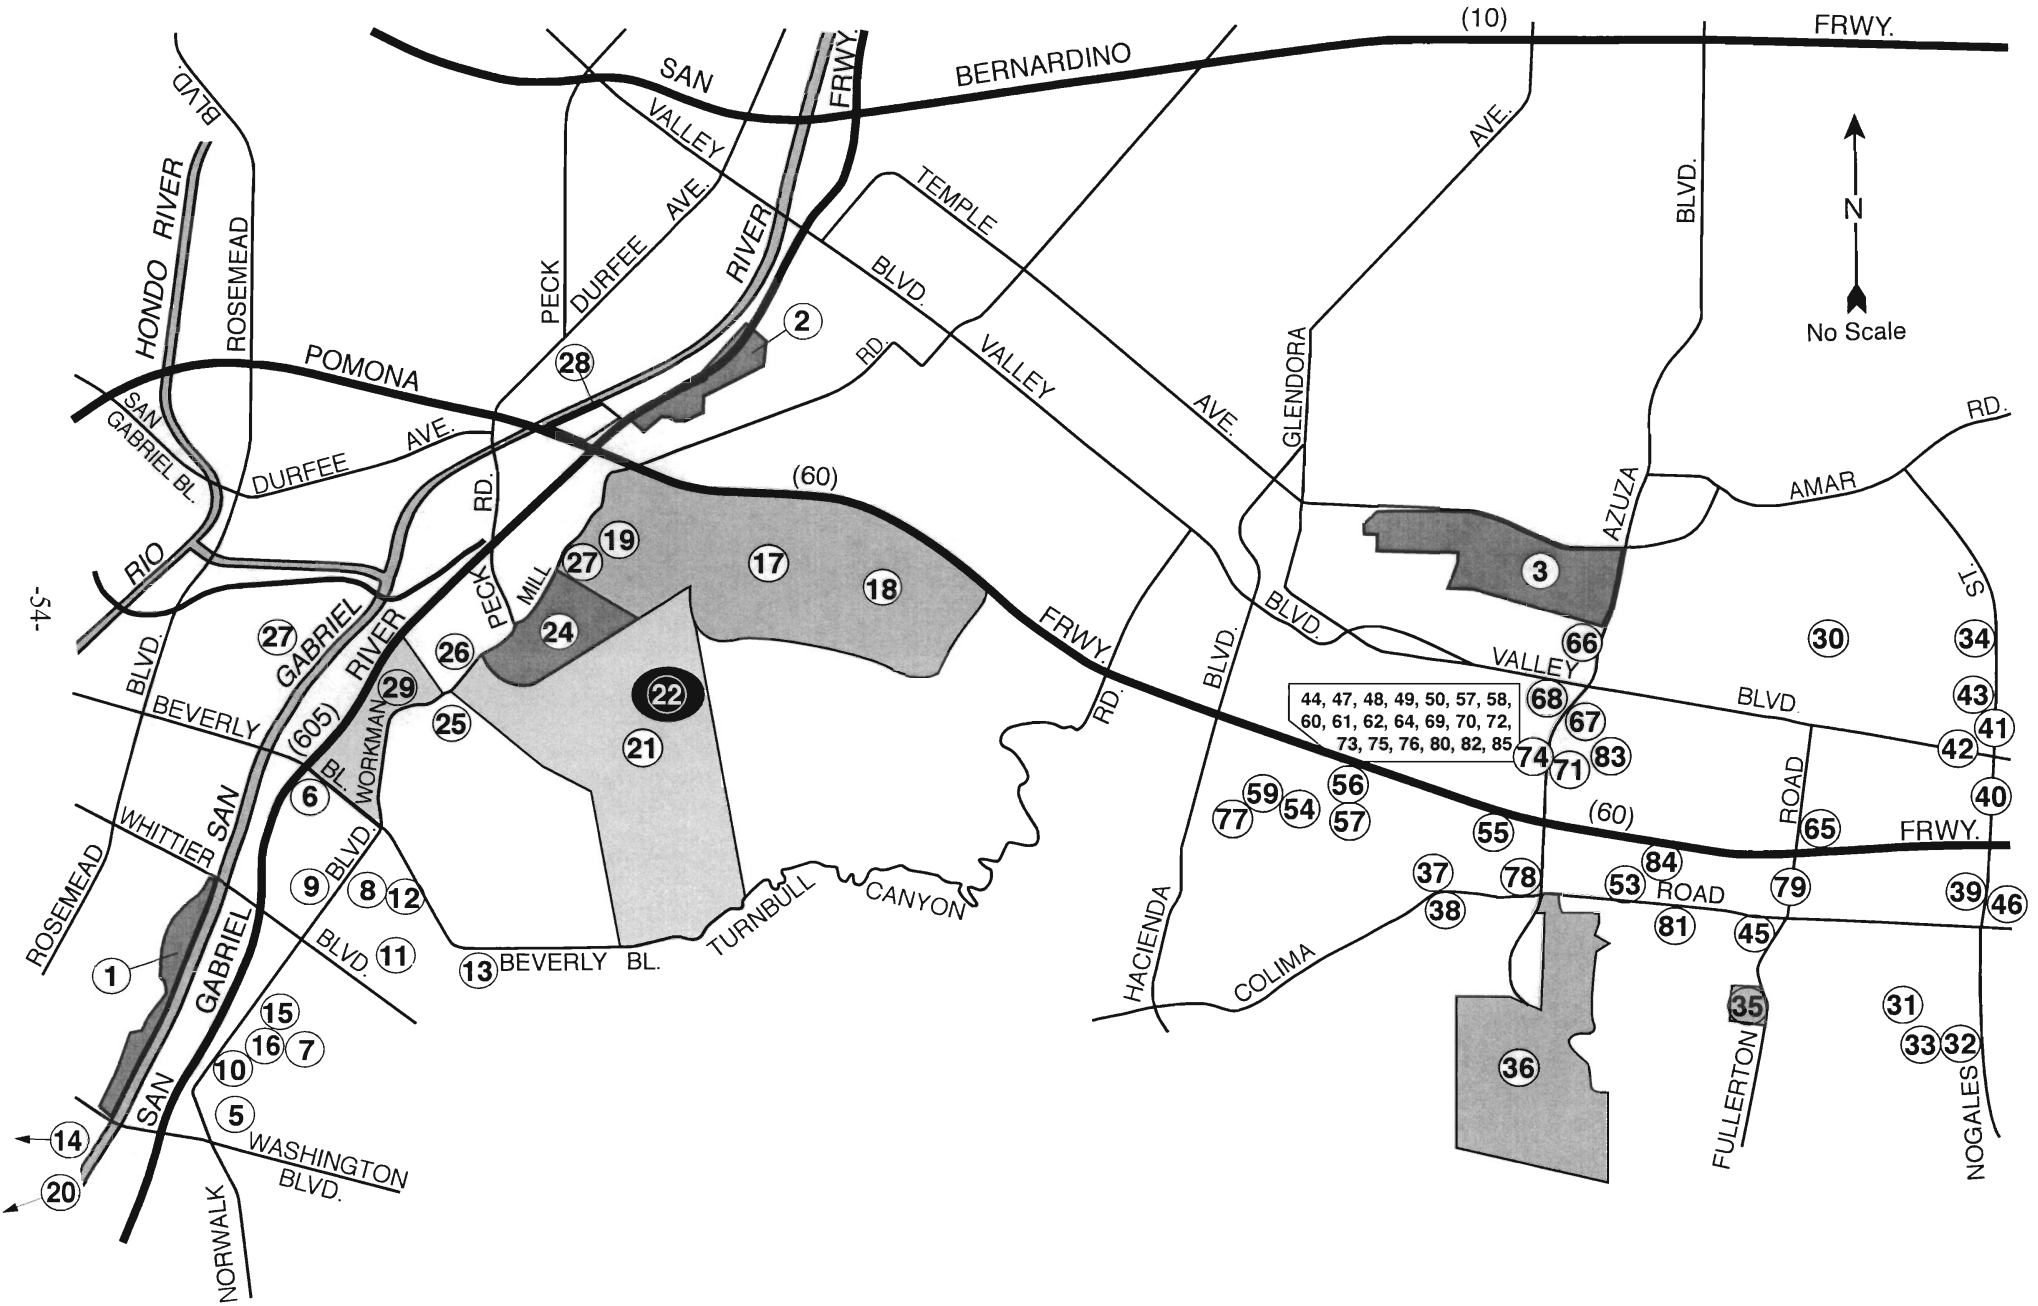 (10)
FRWY.
SAN
BERNARDINO
FRWY.
BLVD.
VALLEY
AVE.
HONDO RIVER
ROSEMEAD
PECK
DURFEE
AVE.
RIVER
TEMPLE
BLVD.
BLVD.
N
No Scale
2
28
POMONA
RD.
VALLEY
GLENDORA
AVE.
RD.
SAN
GABRIEL BL.
DURFEE
AVE.
RD.
(60)
AZUZA
AMAR
-54-
RIO
19
27
17
18
3
PECK
MILL
24
ST.
GABRIEL
RIVER
27
26
BLVD.
FRWY.
BLVD.
BLVD.
66
30
34
29
22
VALLEY
BEVERLY
(605)
WORKMAN
25
21
RD.
44, 47, 48, 49, 50, 57, 58,
60, 61, 62, 64, 69, 70, 72,
73, 75, 76, 80, 82, 85
68
67
BLVD.
43
41
42
74
71
83
BL.
6
56
59
54
77
57
55
(60)
ROAD
65
40
FRWY.
WHITTIER
SAN
BLVD.
ROSEMEAD
9
8
12
TURNBULL
CANYON
37
38
78
84
53
ROAD
79
39
46
81
45
1
GABRIEL
BLVD.
11
13
BEVERLY BL.
HACIENDA
COLIMA
15
16
7
10
36
35
31
33
32
SAN
5
14
20
WASHINGTON
BLVD.
NORWALK
FULLERTON
NOGALES